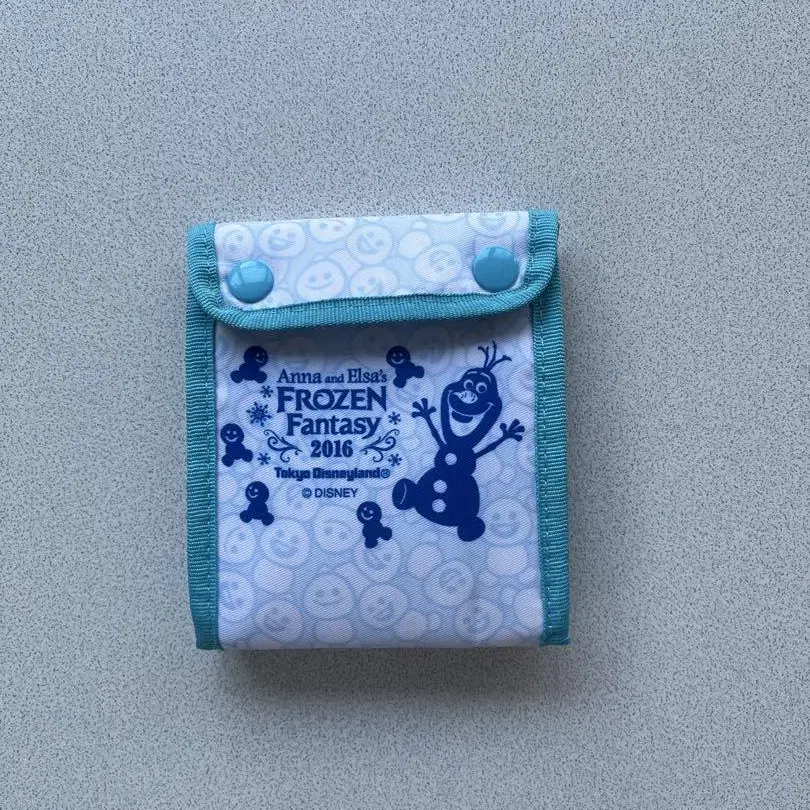 Anna and Elsa's
FROZEN
Fantasy
2016
Tokyo Disneyland®
© DISNEY